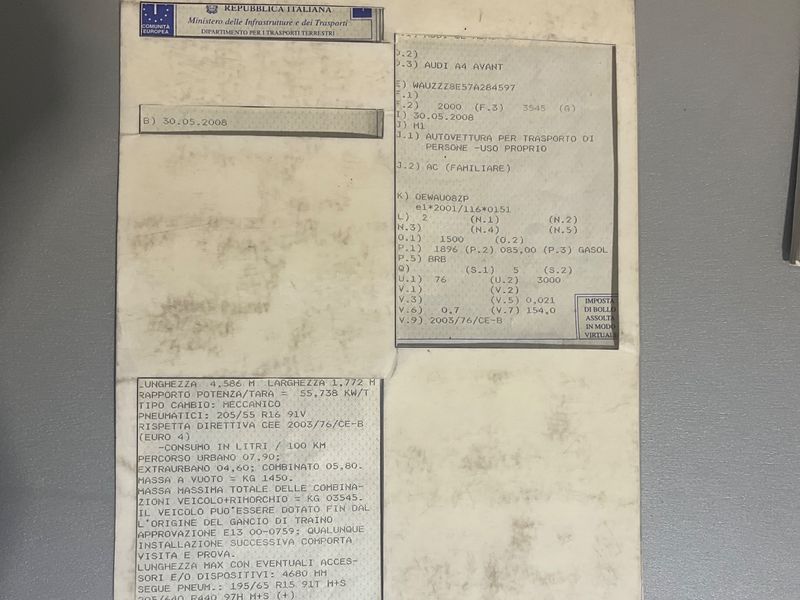 COMUNITÀ
EUROPEA
REPUBBLICA ITALIANA
Ministero delle Infrastrutture e dei Trasporti
DIPARTIMENTO PER I TRASPORTI TERRESTRI
B) 30.05.2008
D.2)
D.3) AUDI A4 AVANT
E) WAUZZZ8E57A284597
F.1)
F.2) 2000 (F.3) 3545 (G)
I) 30.05.2008
J) M1
J.1) AUTOVETTURA PER TRASPORTO DI
PERSONE -USO PROPRIO
J.2) AC (FAMILIARE)
K) OEWAU08ZP
e1*2001/116*0151
L) 2 (N.1) (N.2)
N.3) (N.4) (N.5)
O.1) 1500 (O.2)
P.1) 1896 (P.2) 085,00 (P.3) GASOL
P.5) BRB
Q) (S.1) 5 (S.2)
U.1) 76 (U.2) 3000
V.1) (V.2)
V.3) (V.5) 0,021
V.6) 0,7 (V.7) 154,0
V.9) 2003/76/CE-B
IMPOSTA
DI BOLLO
ASSOLTA
IN MODO
VIRTUALE
LUNGHEZZA 4,586 M LARGHEZZA 1,772 M
RAPPORTO POTENZA/TARA = 55,738 KW/T
TIPO CAMBIO: MECCANICO
PNEUMATICI: 205/55 R16 91V
RISPETTA DIRETTIVA CEE 2003/76/CE-B
(EURO 4)
-CONSUMO IN LITRI / 100 KM
PERCORSO URBANO 07,90;
EXTRAURBANO 04,60; COMBINATO 05,80.
MASSA A VUOTO = KG 1450.
MASSA MASSIMA TOTALE DELLE COMBINA-
ZIONI VEICOLO+RIMORCHIO = KG 03545.
IL VEICOLO PUO'ESSERE DOTATO FIN DAL
L'ORIGINE DEL GANCIO DI TRAINO
APPROVAZIONE E13 00-0759; QUALUNQUE
INSTALLAZIONE SUCCESSIVA COMPORTA
VISITA E PROVA.
LUNGHEZZA MAX CON EVENTUALI ACCES-
SORI E/O DISPOSITIVI: 4680 MM
SEGUE PNEUM.: 195/65 R15 91T M+S
205/640 R440 97H M+S (+)